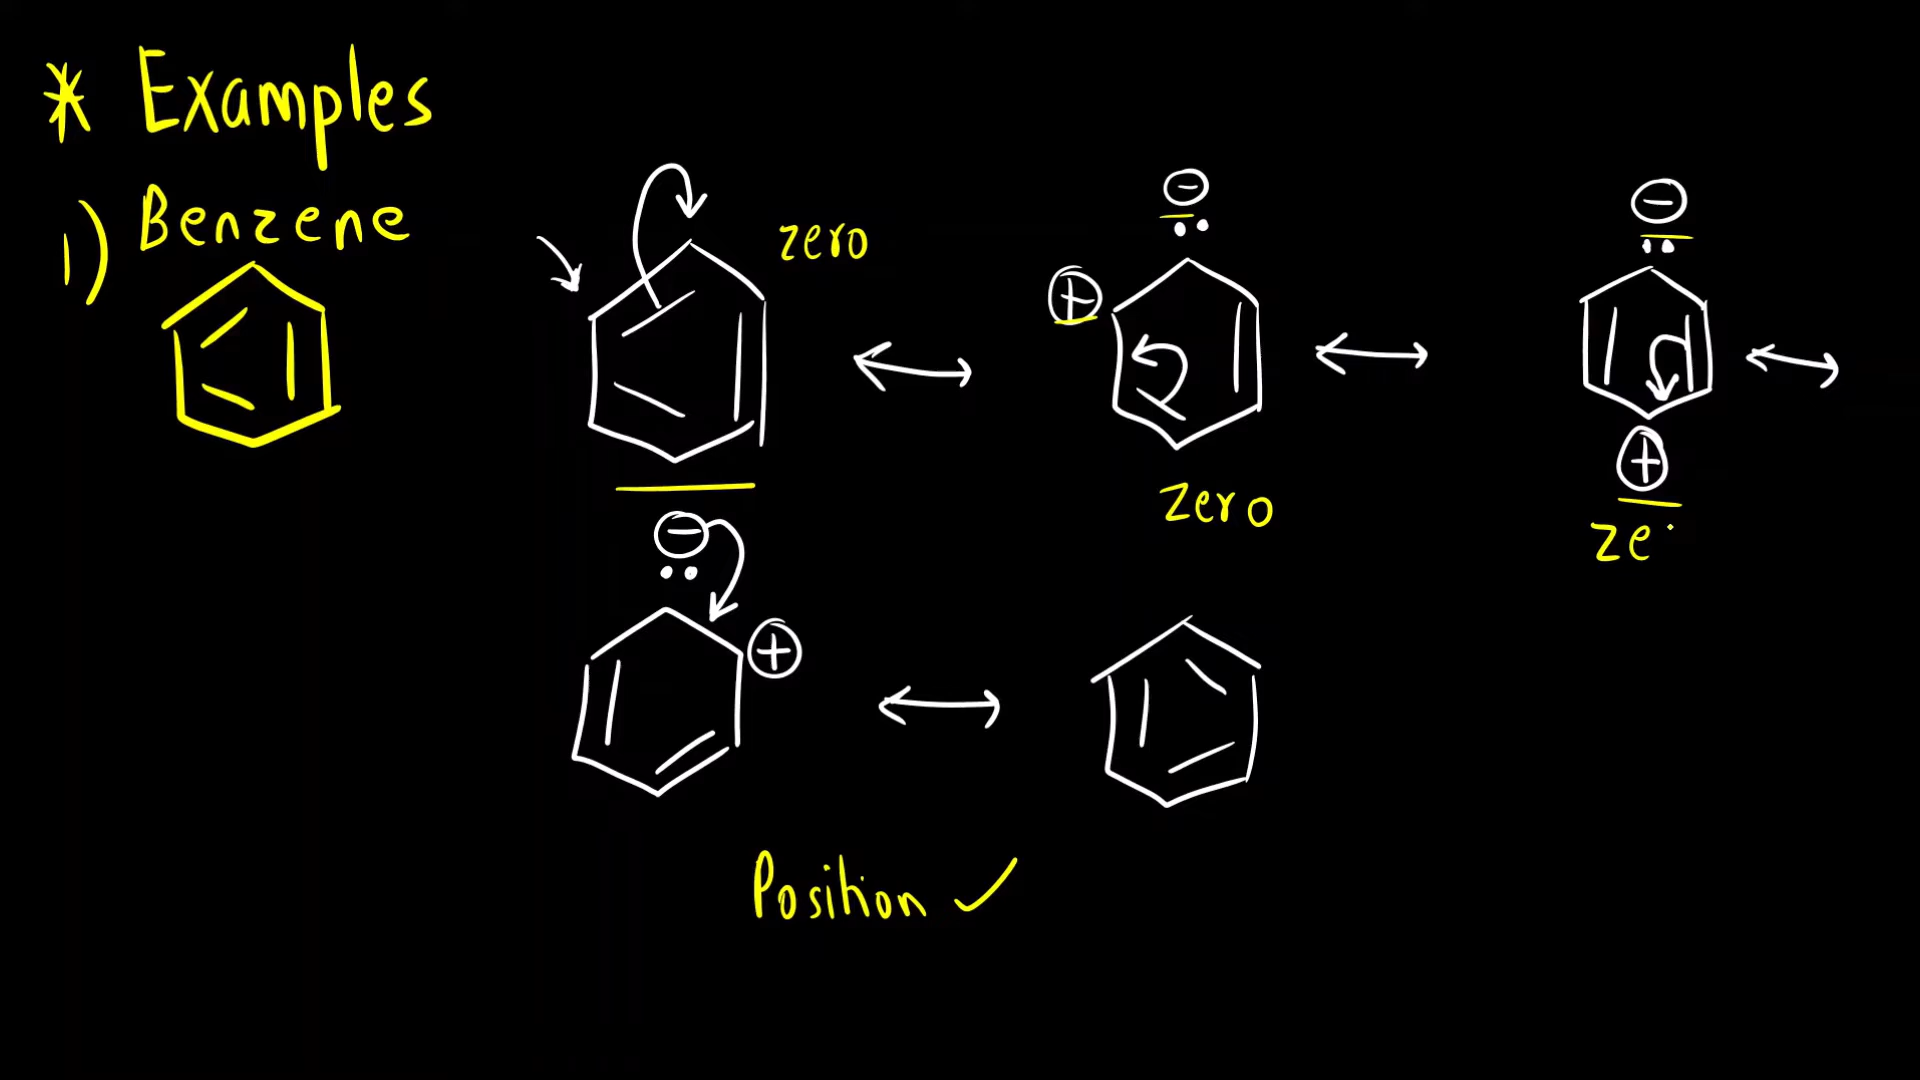 * Examples
1) Benzene
zero
zero
ze
Position ✓